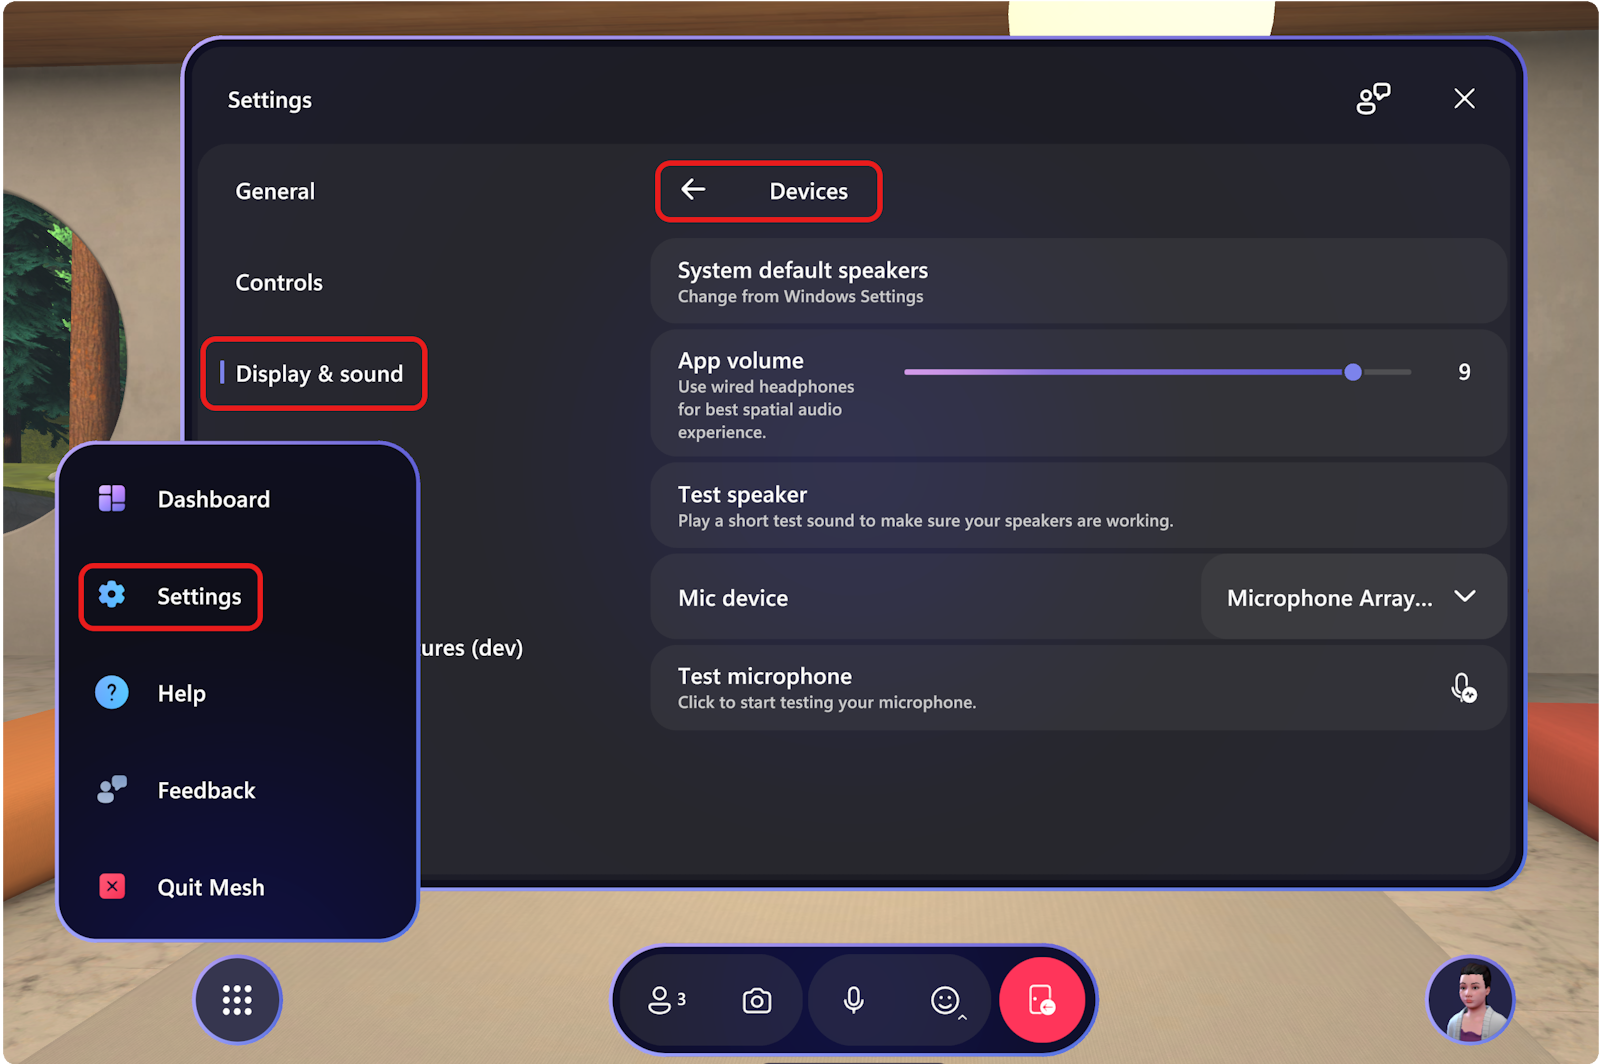 Settings
General
Controls
Display & sound
ures (dev)
Devices
System default speakers
Change from Windows Settings
App volume
Use wired headphones
for best spatial audio
experience.
9
Test speaker
Play a short test sound to make sure your speakers are working.
Mic device
Microphone Array...
Test microphone
Click to start testing your microphone.
Dashboard
Settings
? Help
Feedback
Quit Mesh
3